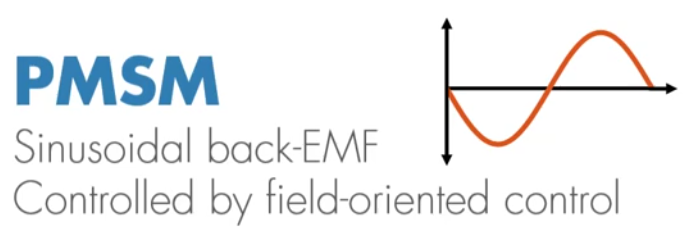 PMSM
Sinusoidal back-EMF
Controlled by field-oriented control